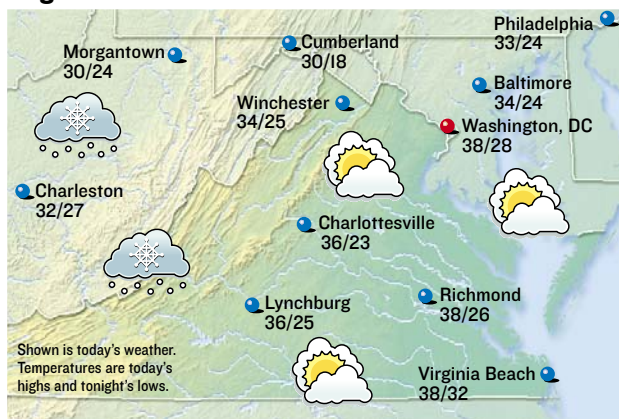 Philadelphia
33/24
Morgantown
30/24
Cumberland
30/18
Baltimore
34/24
Winchester
34/25
Washington, DC
38/28
Charleston
32/27
Charlottesville
36/23
Lynchburg
36/25
Richmond
38/26
Shown is today's weather.
Temperatures are today's
highs and tonight's lows.
Virginia Beach
38/32